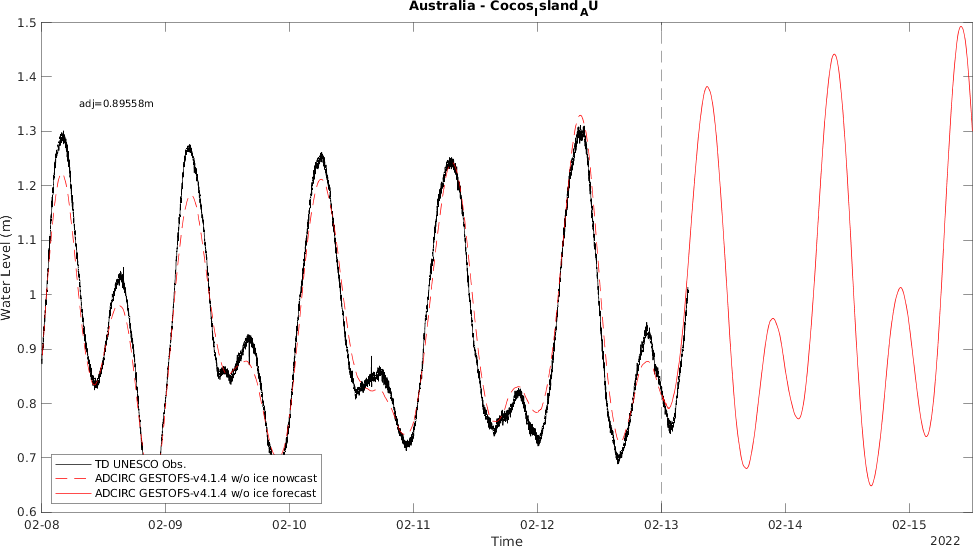 Australia - Cocos_Island_AU
1.5
1.4
adj=0.89558m
1.3
1.2
1.1
Water Level (m)
1
0.9
0.8
0.7
TD UNESCO Obs.
ADCIRC GESTOFS-v4.1.4 w/o ice nowcast
ADCIRC GESTOFS-v4.1.4 w/o ice forecast
0.6
02-08 02-09 02-10 02-11 02-12 02-13 02-14 02-15
Time
2022